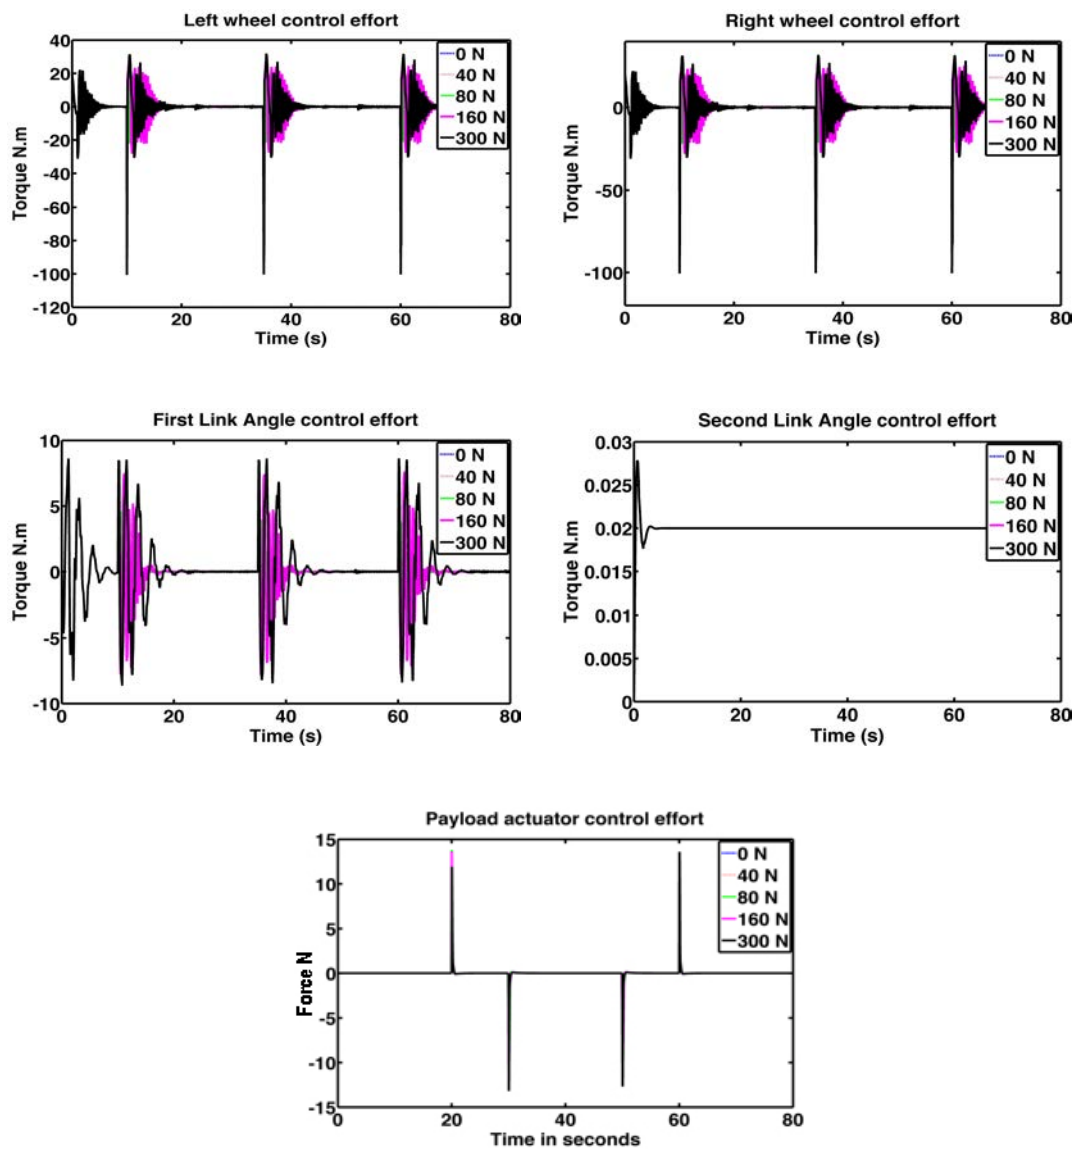 Left wheel control effort
40
20
0
-20
-40
-60
-80
-100
-120
Torque N.m
0 N
40 N
80 N
160 N
300 N
0 20 40 60 80
Time (s)
Right wheel control effort
0
-50
-100
Torque N.m
0 N
40 N
80 N
160 N
300 N
0 20 40 60 80
Time (s)
First Link Angle control effort
10
5
0
-5
-10
Torque N.m
0 N
40 N
80 N
160 N
300 N
0 20 40 60 80
Time (s)
Second Link Angle control effort
0.03
0.025
0.02
0.015
0.01
0.005
0
Torque N.m
0 N
40 N
80 N
160 N
300 N
0 20 40 60 80
Time (s)
Payload actuator control effort
15
10
5
0
-5
-10
-15
Force N
0 N
40 N
80 N
160 N
300 N
0 20 40 60 80
Time in seconds